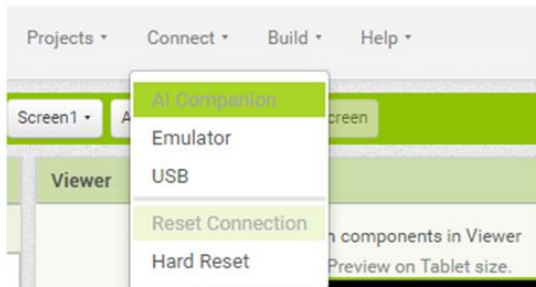 Projects ▾ Connect ▾ Build ▾ Help ▾
AI Companion
Screen1 ▾ A creen
Emulator
Viewer
USB
Reset Connection
n components in Viewer
Hard Reset
Preview on Tablet size.